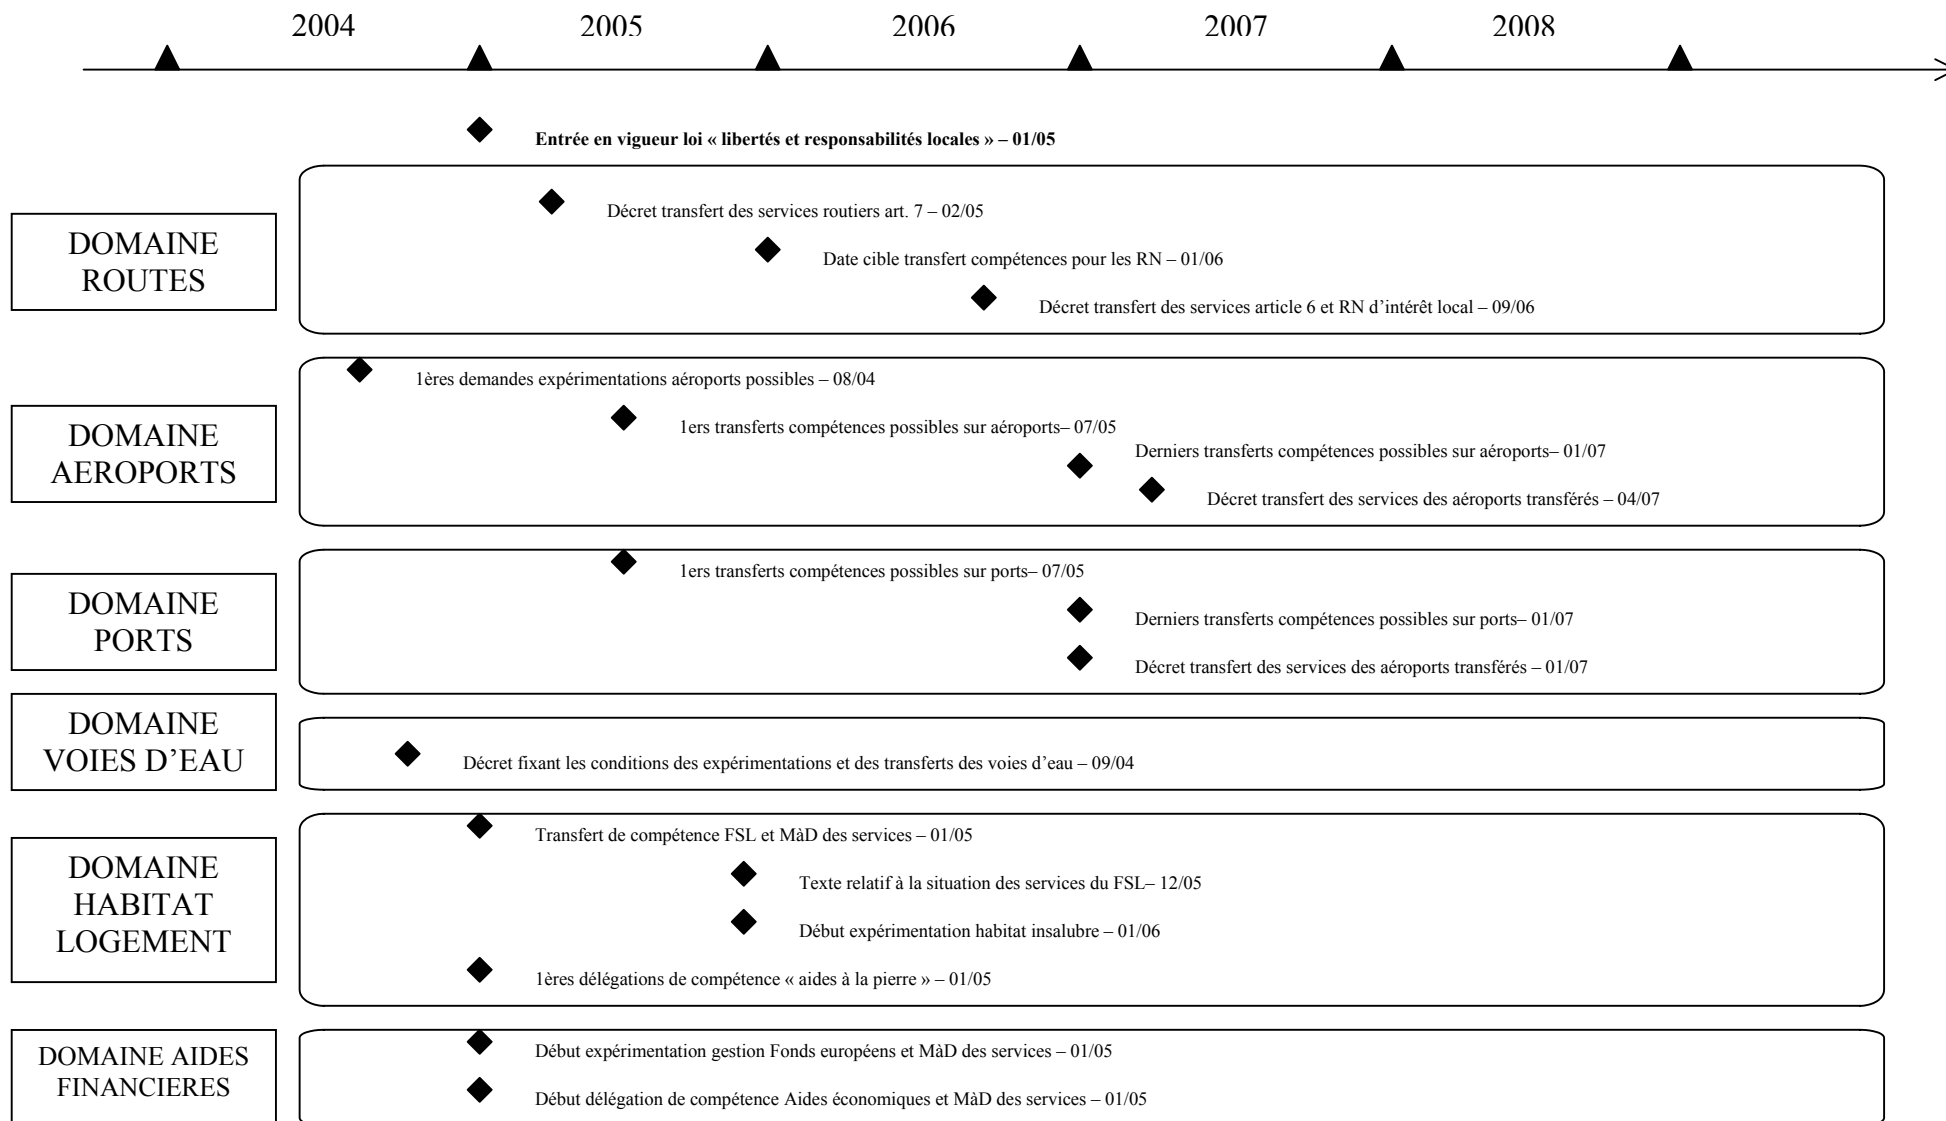 2004 2005 2006 2007 2008
Entrée en vigueur loi « libertés et responsabilités locales » – 01/05
DOMAINE
ROUTES
Décret transfert des services routiers art. 7 – 02/05
Date cible transfert compétences pour les RN – 01/06
Décret transfert des services article 6 et RN d’intérêt local – 09/06
DOMAINE
AEROPORTS
1ères demandes expérimentations aéroports possibles – 08/04
1ers transferts compétences possibles sur aéroports– 07/05
Derniers transferts compétences possibles sur aéroports– 01/07
Décret transfert des services des aéroports transférés – 04/07
DOMAINE
PORTS
1ers transferts compétences possibles sur ports– 07/05
Derniers transferts compétences possibles sur ports– 01/07
Décret transfert des services des aéroports transférés – 01/07
DOMAINE
VOIES D’EAU
Décret fixant les conditions des expérimentations et des transferts des voies d’eau – 09/04
DOMAINE
HABITAT
LOGEMENT
Transfert de compétence FSL et MàD des services – 01/05
Texte relatif à la situation des services du FSL– 12/05
Début expérimentation habitat insalubre – 01/06
1ères délégations de compétence « aides à la pierre » – 01/05
DOMAINE AIDES
FINANCIERES
Début expérimentation gestion Fonds européens et MàD des services – 01/05
Début délégation de compétence Aides économiques et MàD des services – 01/05